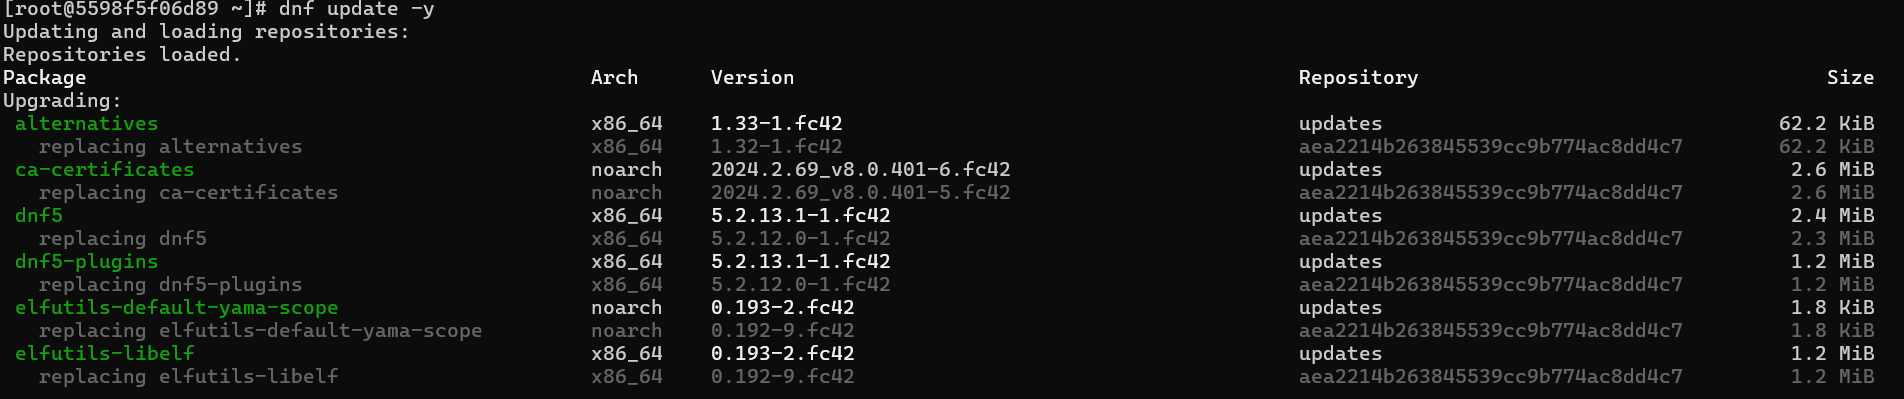 [root@5598f5f06d89 ~]# dnf update -y
Updating and loading repositories:
Repositories loaded.
Package Arch Version Repository Size
Upgrading:
alternatives x86_64 1.33-1.fc42 updates 62.2 KiB
replacing alternatives x86_64 1.32-1.fc42 aea2214b263845539cc9b774ac8dd4c7 62.2 KiB
ca-certificates noarch 2024.2.69_v8.0.401-6.fc42 updates 2.6 MiB
replacing ca-certificates noarch 2024.2.69_v8.0.401-5.fc42 aea2214b263845539cc9b774ac8dd4c7 2.6 MiB
dnf5 x86_64 5.2.13.1-1.fc42 updates 2.4 MiB
replacing dnf5 x86_64 5.2.12.0-1.fc42 aea2214b263845539cc9b774ac8dd4c7 2.3 MiB
dnf5-plugins x86_64 5.2.13.1-1.fc42 updates 1.2 MiB
replacing dnf5-plugins x86_64 5.2.12.0-1.fc42 aea2214b263845539cc9b774ac8dd4c7 1.2 MiB
elfutils-default-yama-scope noarch 0.193-2.fc42 updates 1.8 KiB
replacing elfutils-default-yama-scope noarch 0.192-9.fc42 aea2214b263845539cc9b774ac8dd4c7 1.8 KiB
elfutils-libelf x86_64 0.193-2.fc42 updates 1.2 MiB
replacing elfutils-libelf x86_64 0.192-9.fc42 aea2214b263845539cc9b774ac8dd4c7 1.2 MiB